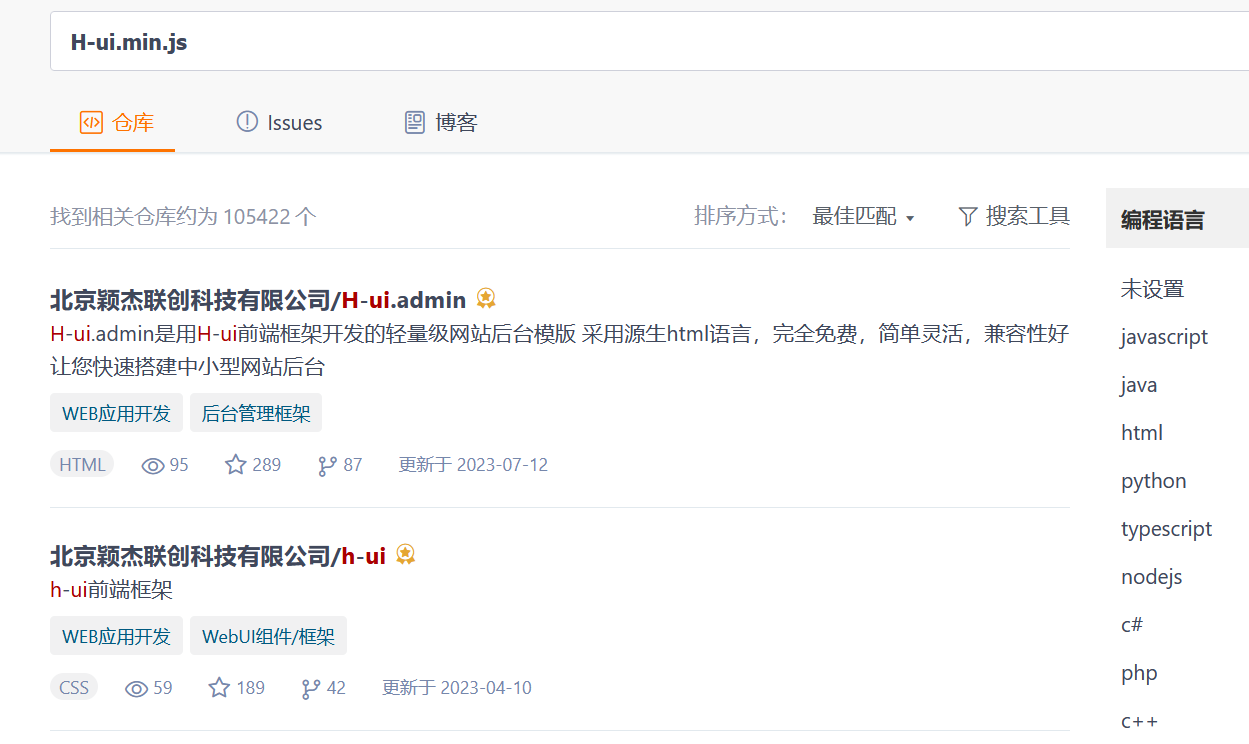 H-ui.min.js
仓库
Issues
博客
找到相关仓库约为 105422 个
排序方式：
最佳匹配
搜索工具
北京颖杰联创科技有限公司/H-ui.admin
H-ui.admin是用H-ui前端框架开发的轻量级网站后台模版 采用源生html语言，完全免费，简单灵活，兼容性好
让您快速搭建中小型网站后台
WEB应用开发
后台管理框架
HTML
95
289
87
更新于 2023-07-12
北京颖杰联创科技有限公司/h-ui
h-ui前端框架
WEB应用开发
WebUI组件/框架
CSS
59
189
42
更新于 2023-04-10
编程语言
未设置
javascript
java
html
python
typescript
nodejs
c#
php
c++